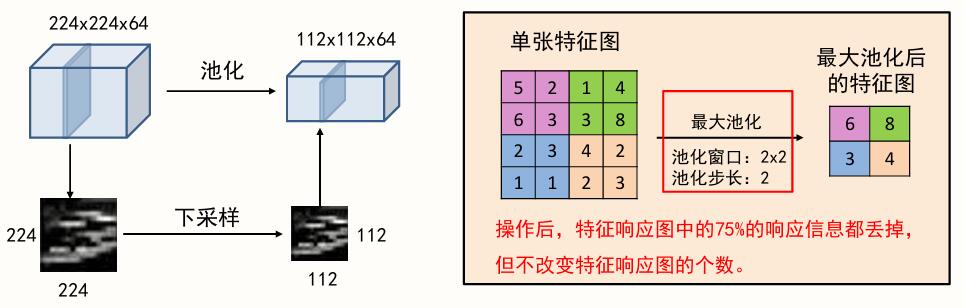 224x224x64
112x112x64
池化
下采样
224
224
112
112
单张特征图
5 2 1 4
6 3 3 8
2 3 4 2
1 1 2 3
最大池化
池化窗口：2x2
池化步长：2
最大池化后
的特征图
6 8
3 4
操作后，特征响应图中的75%的响应信息都丢掉，
但不改变特征响应图的个数。